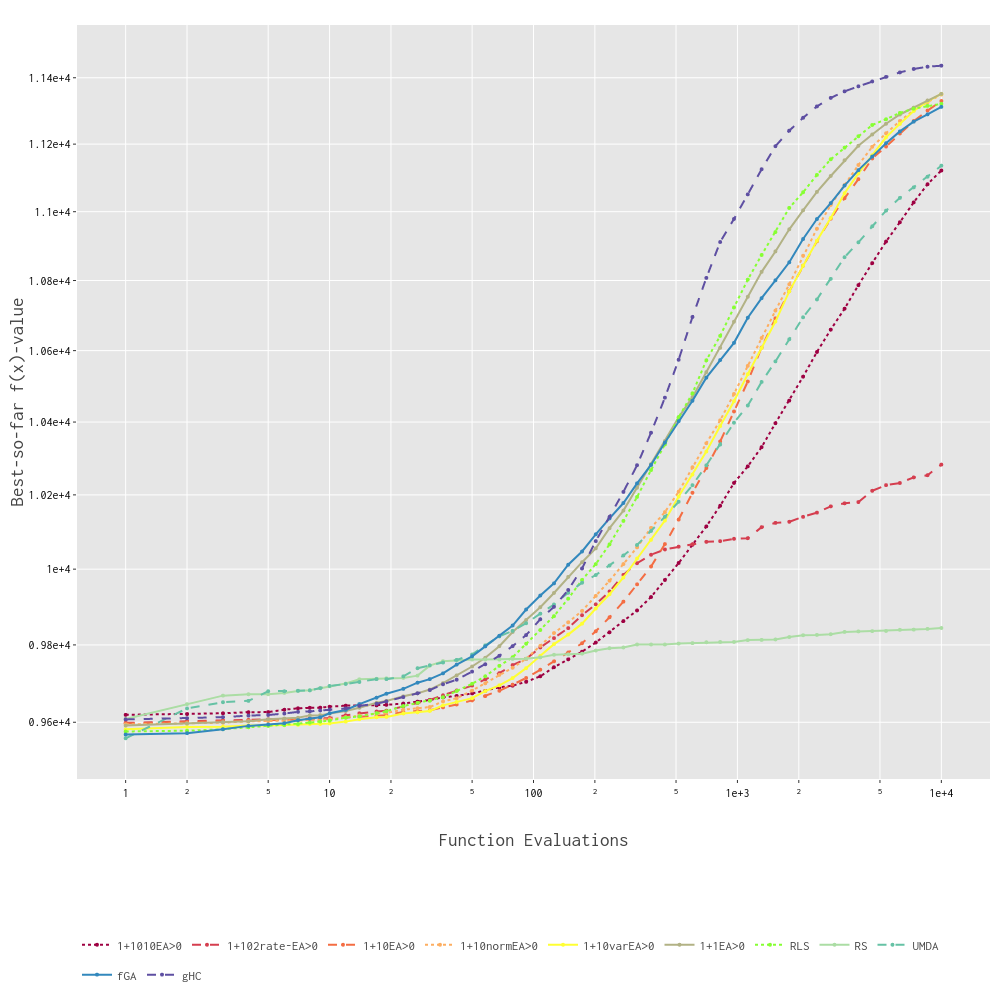 1.14e+4
1.12e+4
1.1e+4
1.08e+4
1.06e+4
1.04e+4
1.02e+4
1e+4
0.98e+4
0.96e+4
Best-so-far f(x)-value
1 2 5 10 2 5 100 2 5 1e+3 2 5 1e+4
Function Evaluations
1+1010EA>0 1+102rate-EA>0 1+10EA>0 1+10normEA>0 1+10varEA>0 1+1EA>0 RLS RS UMDA
fGA gHC